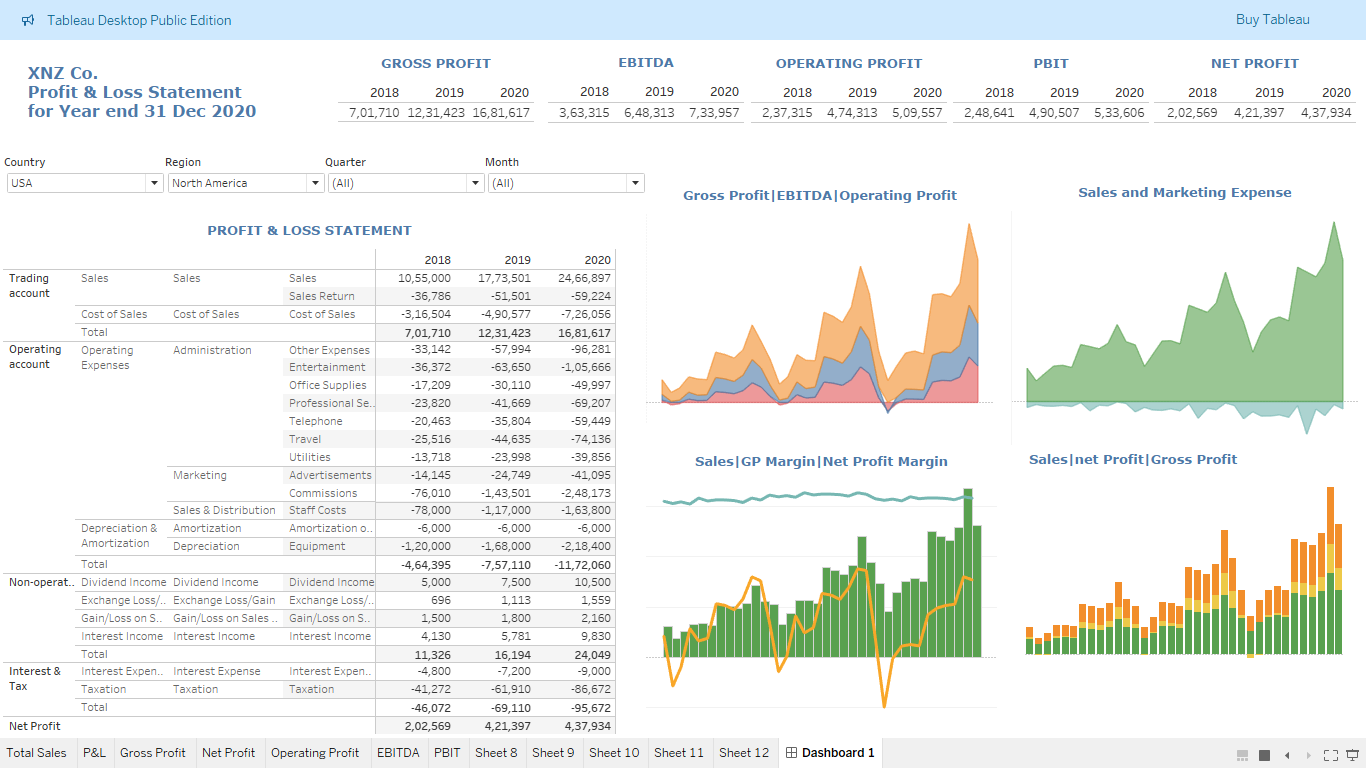 Tableau Desktop Public Edition
Buy Tableau
XNZ Co.
Profit & Loss Statement
for Year end 31 Dec 2020
GROSS PROFIT
2018 2019 2020
7,01,710 12,31,423 16,81,617
EBITDA
2018 2019 2020
3,63,315 6,48,313 7,33,957
OPERATING PROFIT
2018 2019 2020
2,37,315 4,74,313 5,09,557
PBIT
2018 2019 2020
2,48,641 4,90,507 5,33,606
NET PROFIT
2018 2019 2020
2,02,569 4,21,397 4,37,934
Country Region Quarter Month
USA North America (All) (All)
PROFIT & LOSS STATEMENT
2018 2019 2020
Trading account Sales Sales Sales 10,55,000 17,73,501 24,66,897
Sales Return -36,786 -51,501 -59,224
Cost of Sales Cost of Sales Cost of Sales -3,16,504 -4,90,577 -7,26,056
Total 7,01,710 12,31,423 16,81,617
Operating account Operating Expenses Administration Other Expenses -33,142 -57,994 -96,281
Entertainment -36,372 -63,650 -1,05,666
Office Supplies -17,209 -30,110 -49,997
Professional Se.. -23,820 -41,669 -69,207
Telephone -20,463 -35,804 -59,449
Travel -25,516 -44,635 -74,136
Utilities -13,718 -23,998 -39,856
Marketing Advertisements -14,145 -24,749 -41,095
Commissions -76,010 -1,43,501 -2,48,173
Sales & Distribution Staff Costs -78,000 -1,17,000 -1,63,800
Depreciation & Amortization Amortization Amortization o.. -6,000 -6,000 -6,000
Depreciation Equipment -1,20,000 -1,68,000 -2,18,400
Total -4,64,395 -7,57,110 -11,72,060
Non-operat.. Dividend Income Dividend Income Dividend Income 5,000 7,500 10,500
Exchange Loss/.. Exchange Loss/Gain Exchange Loss/.. 696 1,113 1,559
Gain/Loss on S.. Gain/Loss on Sales .. Gain/Loss on S.. 1,500 1,800 2,160
Interest Income Interest Income Interest Income 4,130 5,781 9,830
Total 11,326 16,194 24,049
Interest & Tax Interest Expen.. Interest Expense Interest Expen.. -4,800 -7,200 -9,000
Taxation Taxation Taxation -41,272 -61,910 -86,672
Total -46,072 -69,110 -95,672
Net Profit 2,02,569 4,21,397 4,37,934
Gross Profit|EBITDA|Operating Profit
Sales and Marketing Expense
Sales|GP Margin|Net Profit Margin
Sales|net Profit|Gross Profit
Total Sales P&L Gross Profit Net Profit Operating Profit EBITDA PBIT Sheet 8 Sheet 9 Sheet 10 Sheet 11 Sheet 12 Dashboard 1